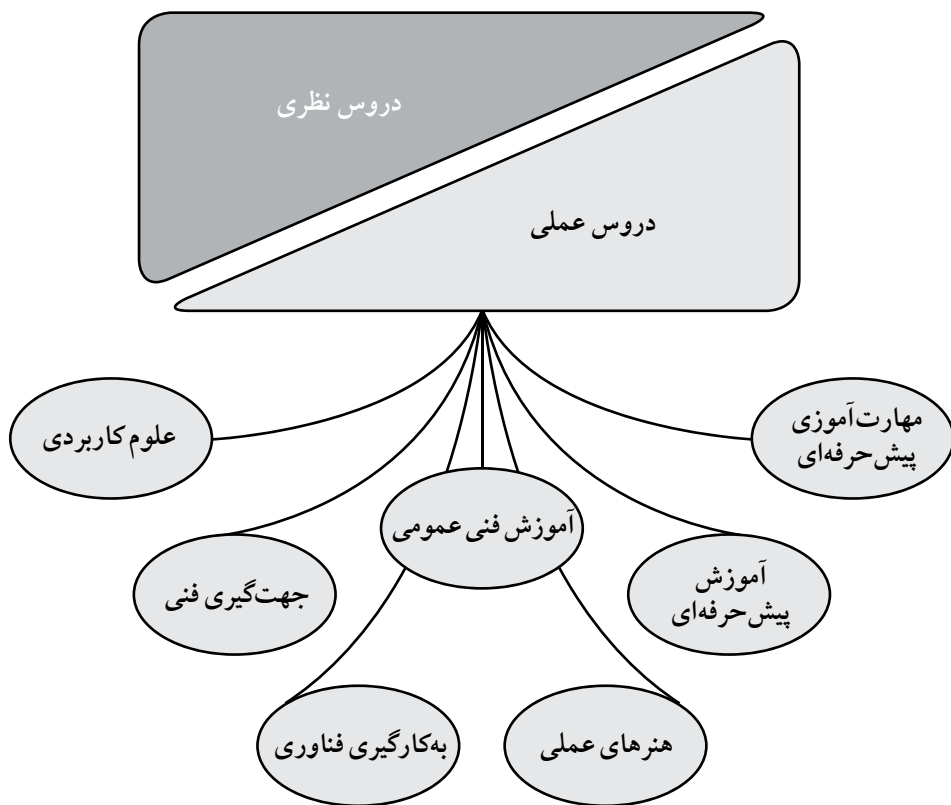 دروس نظری
دروس عملی
مهارت‌آموزی
پیش‌حرفه‌ای
علوم کاربردی
آموزش فنی عمومی
آموزش
پیش‌حرفه‌ای
جهت‌گیری فنی
هنرهای عملی
به‌کارگیری فناوری